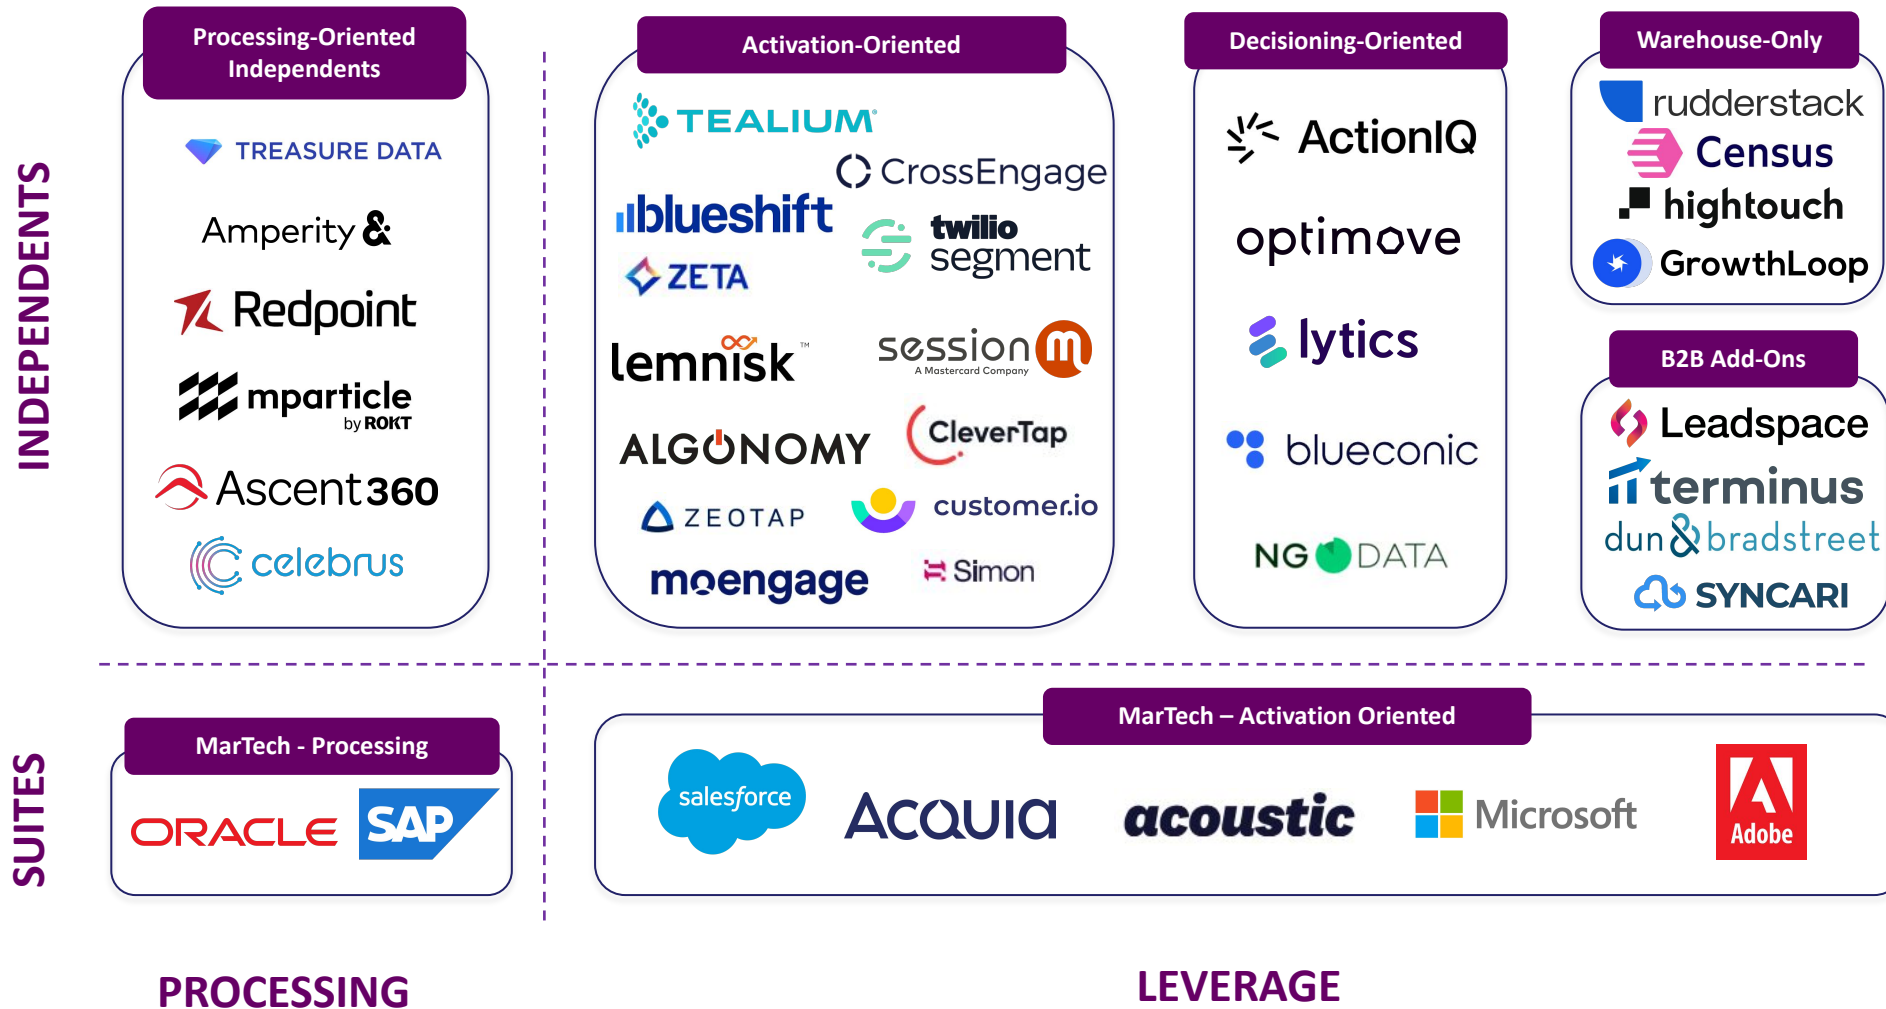 Processing-Oriented
Independents
TREASURE DATA
Amperity &
Redpoint
mparticle
by ROKT
Ascent360
celebrus
Activation-Oriented
TEALIUM®
CrossEngage
blueshift
twilio
segment
ZETA
lemnisk™
session m
A Mastercard Company
ALGONOMY
CleverTap
ZEOTAP
customer.io
moengage
Simon
Decisioning-Oriented
ActionIQ
optimove
lytics
blueconic
NG DATA
Warehouse-Only
rudderstack
Census
hightouch
GrowthLoop
B2B Add-Ons
Leadspace
terminus
dun & bradstreet
SYNCARI
INDEPENDENTS
SUITES
MarTech - Processing
ORACLE
SAP
MarTech – Activation Oriented
salesforce
Acquia
acoustic
Microsoft
Adobe
PROCESSING
LEVERAGE